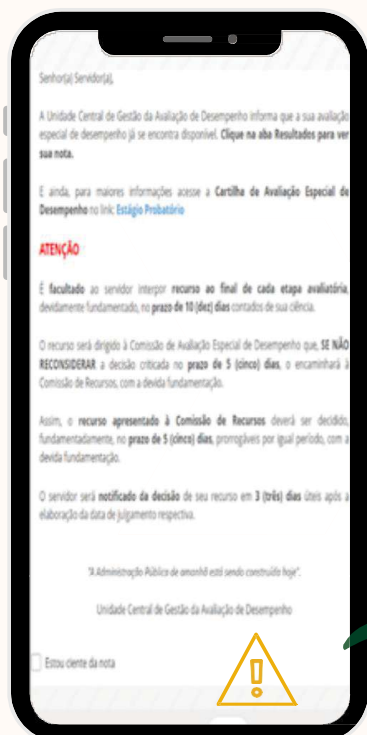 Senhor(a) Servidor(a),
A Unidade Central de Gestão da Avaliação de Desempenho informa que a sua avaliação
especial de desempenho já se encontra disponível. Clique na aba Resultados para ver
sua nota.
E ainda, para maiores informações acesse a Cartilha de Avaliação Especial de
Desempenho no link: Estágio Probatório
ATENÇÃO
É facultado ao servidor interpor recurso ao final de cada etapa avaliatória,
devidamente fundamentado, no prazo de 10 (dez) dias contados de sua ciência.
O recurso será dirigido à Comissão de Avaliação Especial de Desempenho que, SE NÃO
RECONSIDERAR a decisão criticada no prazo de 5 (cinco) dias, o encaminhará à
Comissão de Recursos, com a devida fundamentação.
Assim, o recurso apresentado à Comissão de Recursos deverá ser decidido,
fundamentadamente, no prazo de 5 (cinco) dias, prorrogáveis por igual período, com a
devida fundamentação.
O servidor será notificado da decisão de seu recurso em 3 (três) dias úteis após a
elaboração da data de julgamento respectiva.
"A Administração Pública de amanhã está sendo construída hoje".
Unidade Central de Gestão da Avaliação de Desempenho
Estou ciente da nota